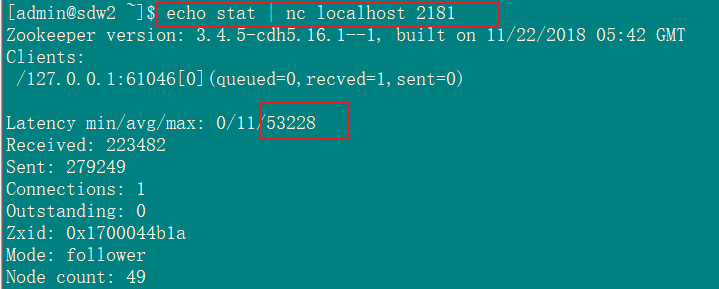 [admin@sdw2 ~]$ echo stat | nc localhost 2181
Zookeeper version: 3.4.5-cdh5.16.1--1, built on 11/22/2018 05:42 GMT
Clients:
 /127.0.0.1:61046[0](queued=0,recved=1,sent=0)

Latency min/avg/max: 0/11/53228
Received: 223482
Sent: 279249
Connections: 1
Outstanding: 0
Zxid: 0x1700044b1a
Mode: follower
Node count: 49